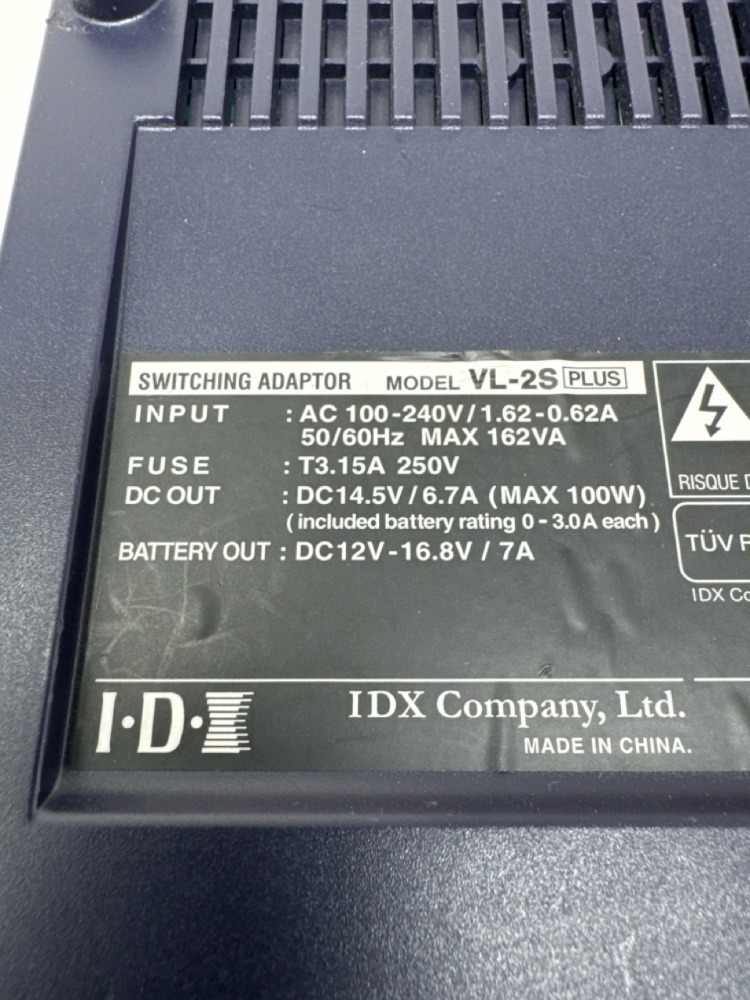 SWITCHING ADAPTOR MODEL VL-2S PLUS
INPUT : AC 100-240V/1.62-0.62A
50/60Hz MAX 162VA
FUSE : T3.15A 250V
DC OUT : DC14.5V/6.7A (MAX 100W)
(included battery rating 0-3.0A each)
BATTERY OUT : DC12V-16.8V / 7A
RISQUE
TÜV
IDX
I·D·X
IDX Company, Ltd.
MADE IN CHINA.